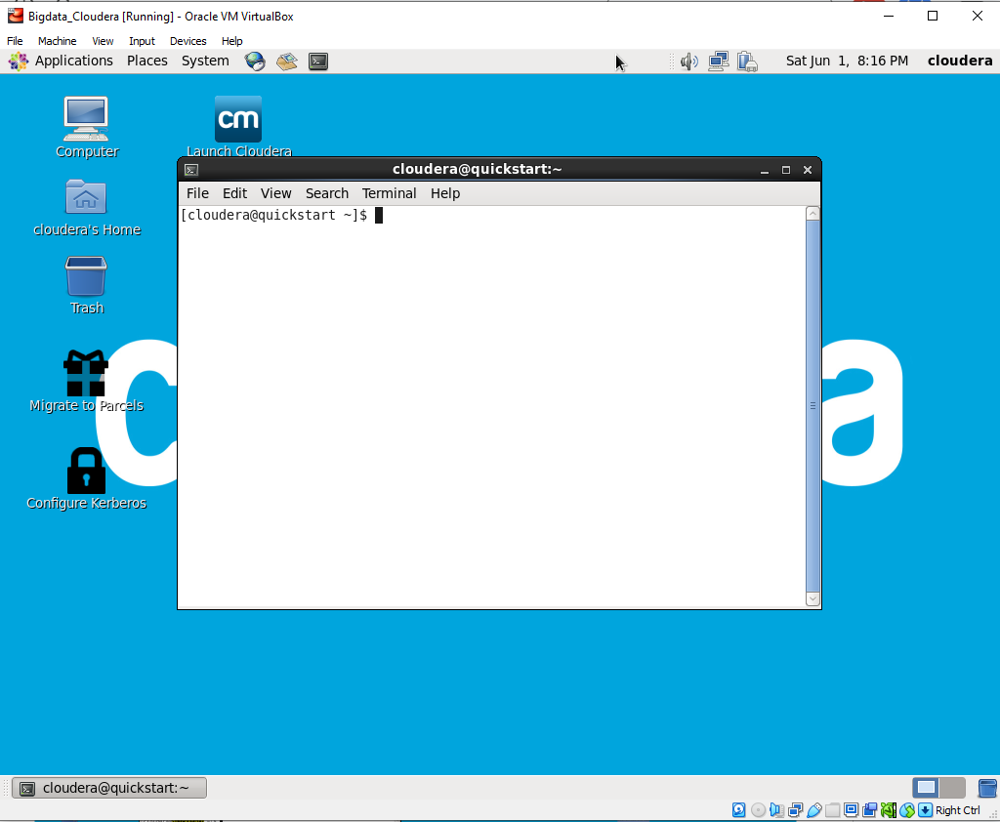 Bigdata_Cloudera [Running] - Oracle VM VirtualBox
File Machine View Input Devices Help
Applications Places System Sat Jun 1, 8:16 PM cloudera
Computer
cm
Launch Cloudera
cloudera@quickstart:~
File Edit View Search Terminal Help
[cloudera@quickstart ~]$
cloudera's Home
Trash
Migrate to Parcels
Configure Kerberos
c
a
cloudera@quickstart:~
Right Ctrl